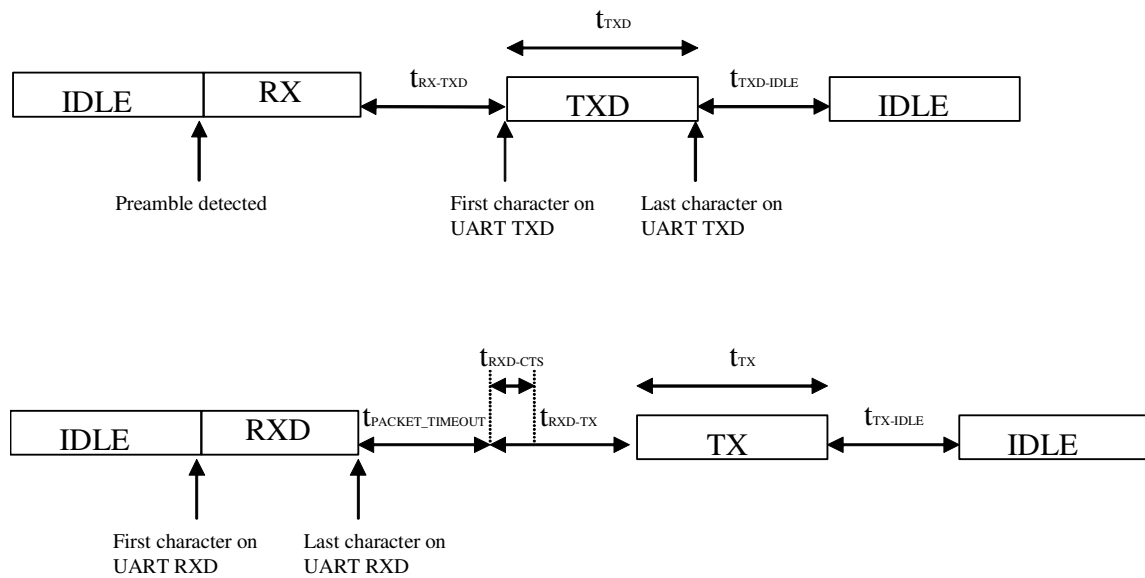 tTXD
IDLE
RX
tRX-TXD
TXD
tTXD-IDLE
IDLE
Preamble detected
First character on
UART TXD
Last character on
UART TXD
tRXD-CTS
tTX
IDLE
RXD
tPACKET_TIMEOUT
tRXD-TX
TX
tTX-IDLE
IDLE
First character on
UART RXD
Last character on
UART RXD